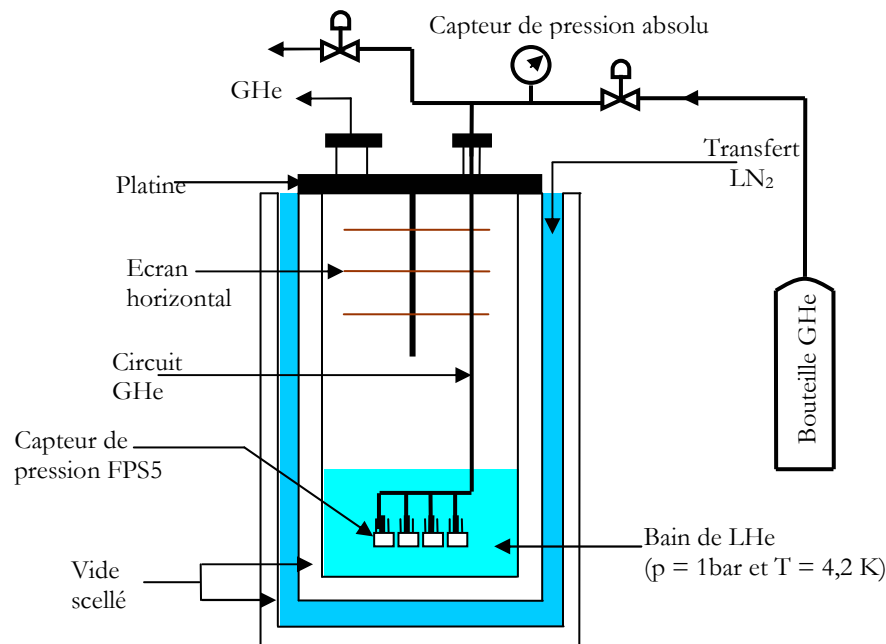 Capteur de pression absolu
GHe
Transfert
LN₂
Platine
Ecran
horizontal
Circuit
GHe
Bouteille GHe
Capteur de
pression FPS5
Bain de LHe
(p = 1bar et T = 4,2 K)
Vide
scellé